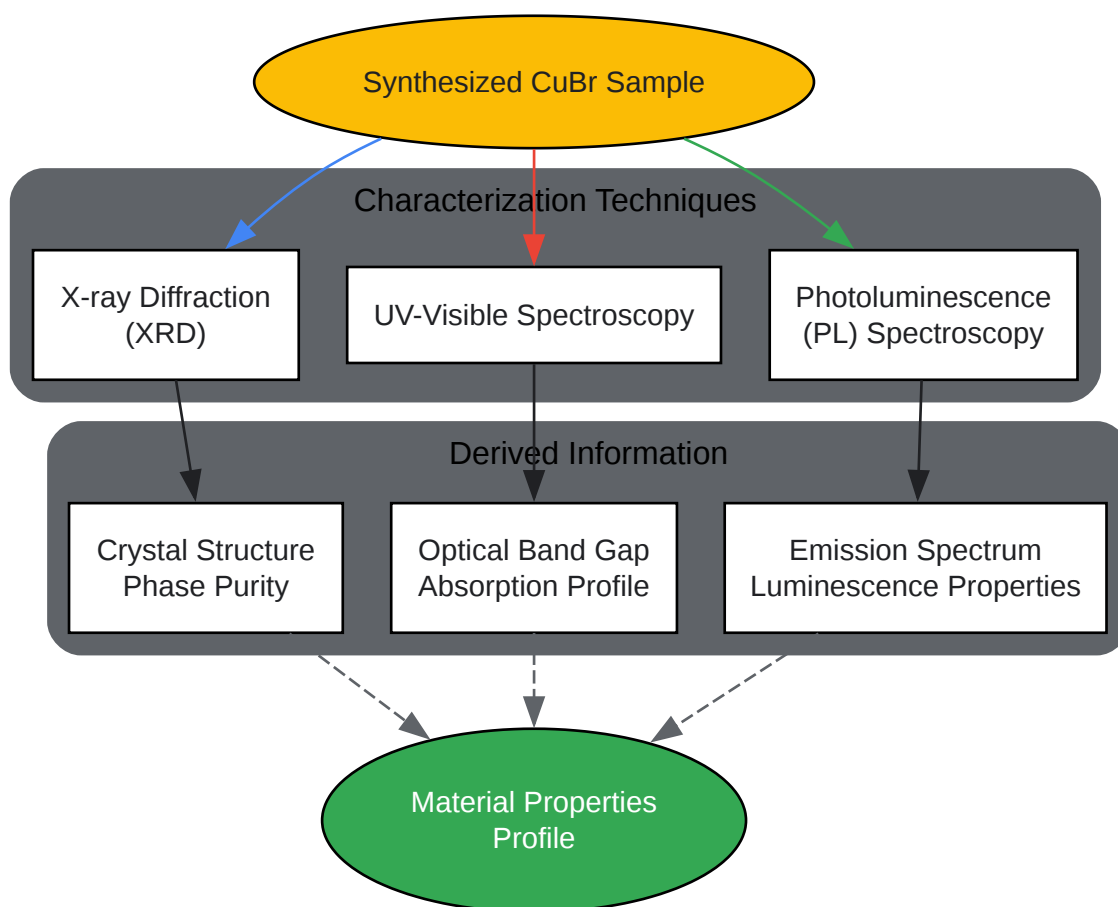 Synthesized CuBr Sample
Characterization Techniques
X-ray Diffraction
(XRD)
UV-Visible Spectroscopy
Photoluminescence
(PL) Spectroscopy
Derived Information
Crystal Structure
Phase Purity
Optical Band Gap
Absorption Profile
Emission Spectrum
Luminescence Properties
Material Properties
Profile